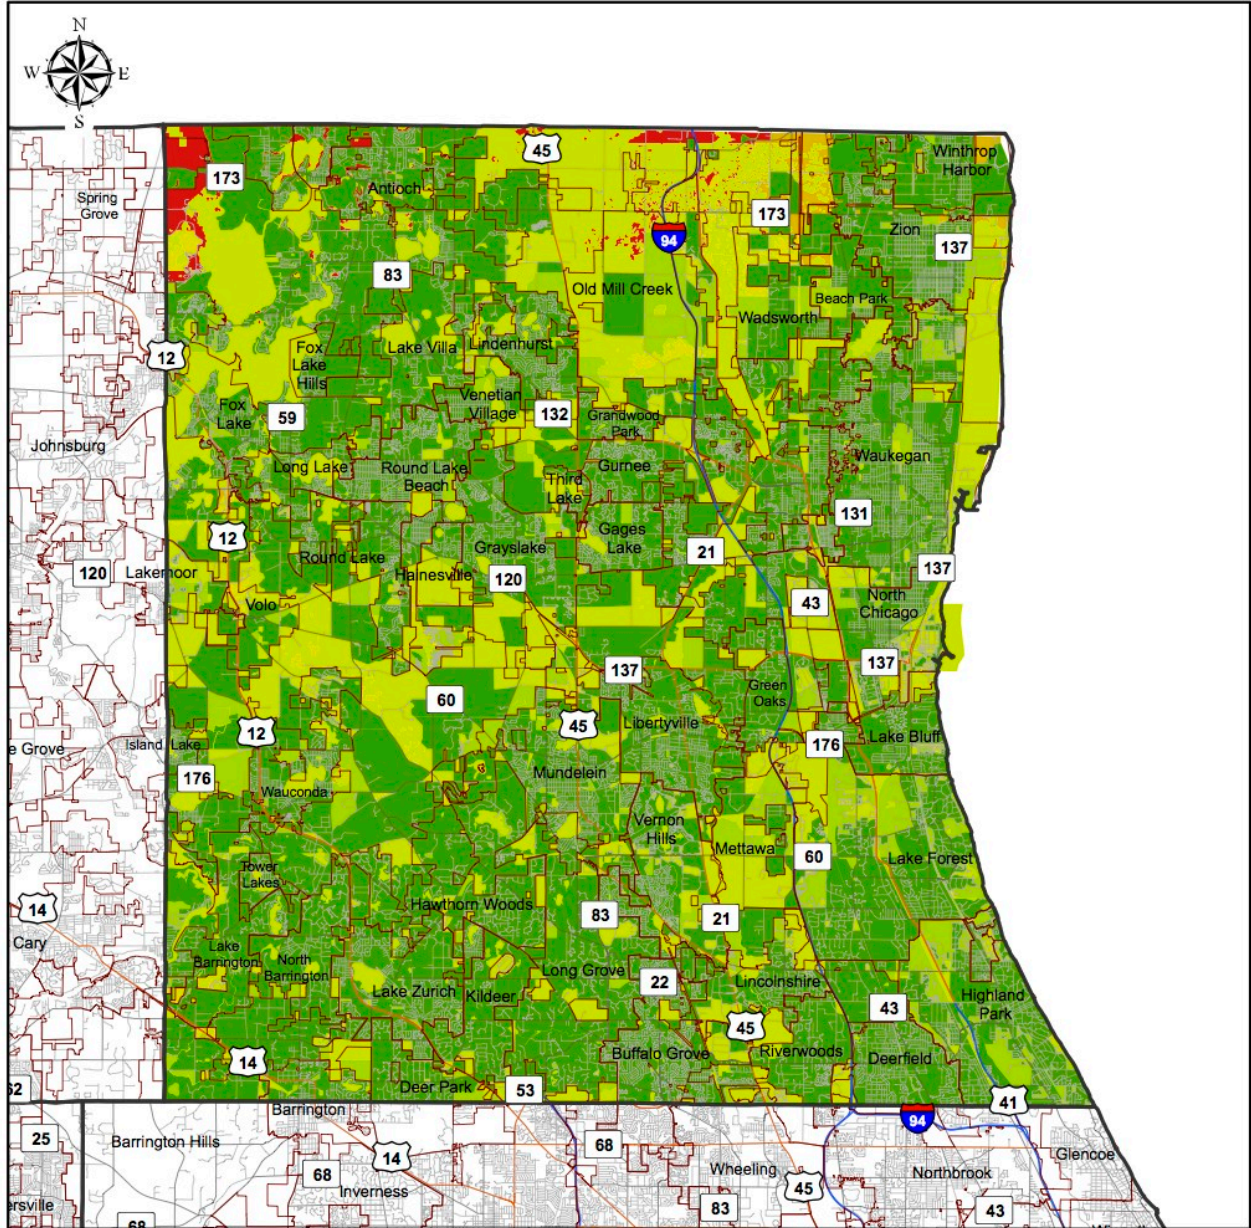 N
W
E
S
45
173
Winthrop
Harbor
Antioch
Spring
Grove
173
Zion
94
137
83
Old Mill Creek
Beach Park
Wadsworth
12
Fox
Lake
Hills
Lake Villa
Lindenhurst
Venetian
Village
132
Grandwood
Park
Fox
Lake
59
Johnsburg
Waukegan
Long Lake
Round Lake
Beach
Gurnee
Third
Lake
131
12
Gages
Lake
Round Lake
Grayslake
21
120
Lakemoor
Hainesville
120
137
43
North
Chicago
Volo
137
137
60
Green
Oaks
12
45
Libertyville
e Grove
Island Lake
176
Lake Bluff
176
Mundelein
Wauconda
Vernon
Hills
Mettawa
60
Lake Forest
Tower
Lakes
14
Hawthorn Woods
83
21
Cary
Lake
Barrington
North
Barrington
Long Grove
22
Lincolnshire
Lake Zurich
Kildeer
43
Highland
Park
45
Buffalo Grove
Riverwoods
Deerfield
14
62
Deer Park
53
41
Barrington
94
25
Barrington Hills
14
68
Glencoe
68
Inverness
Wheeling
45
Northbrook
ersville
83
43
68